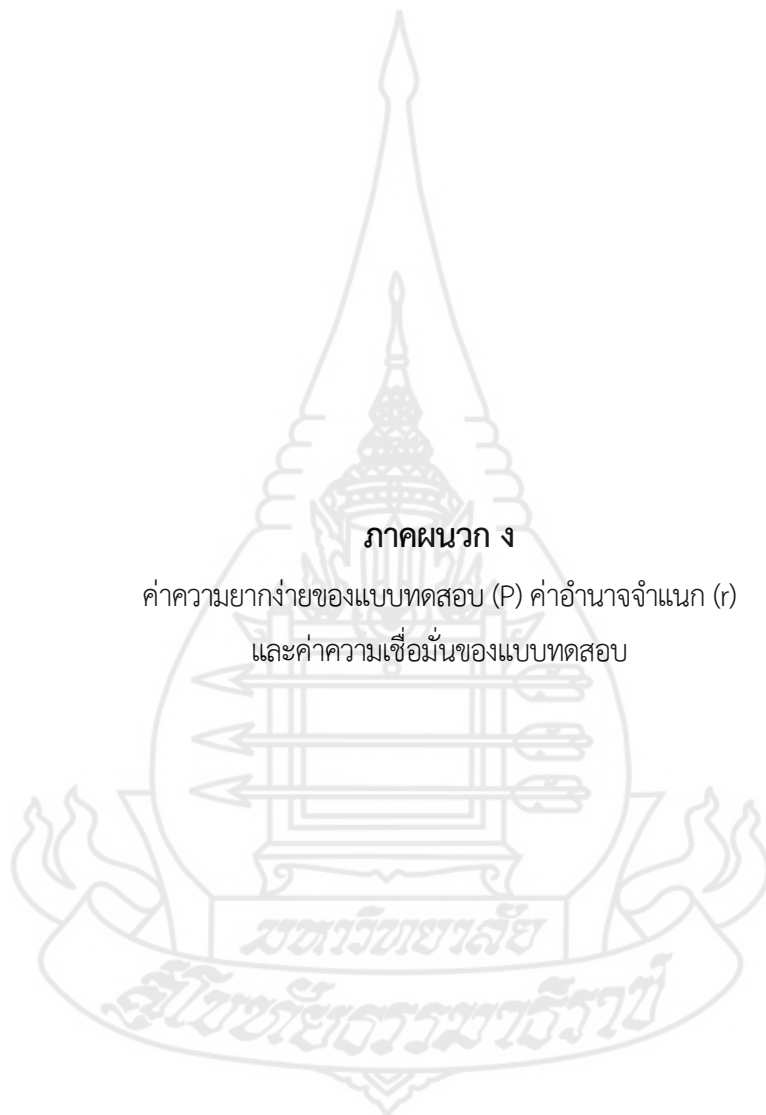 ภาคผนวก ง
ค่าความยากง่ายของแบบทดสอบ (P) ค่าอำนาจจำแนก (r)
และค่าความเชื่อมั่นของแบบทดสอบ
มหาวิทยาลัย
สุโขทัยธรรมาธิราช